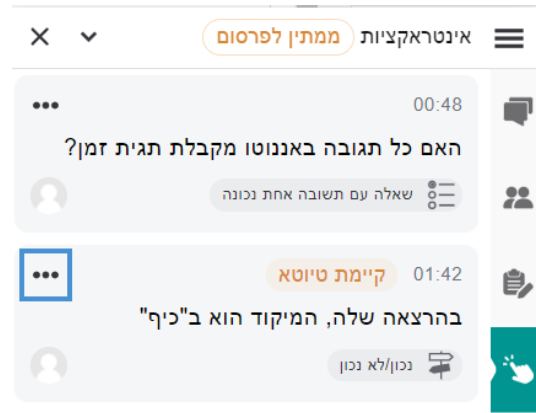 אינטראקציות ממתין לפרסום
00:48
האם כל תגובה באננוטו מקבלת תגית זמן?
שאלה עם תשובה אחת נכונה
01:42 קיימת טיוטא
בהרצאה שלה, המיקוד הוא ב"כיף"
נכון/לא נכון